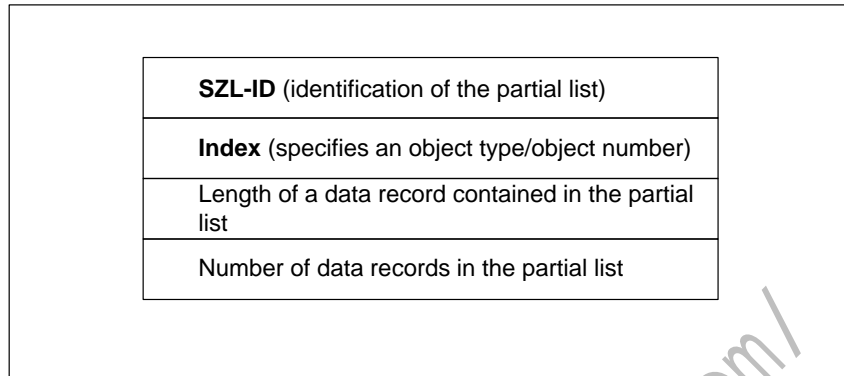 SZL-ID (identification of the partial list)
Index (specifies an object type/object number)
Length of a data record contained in the partial
list
Number of data records in the partial list
om/